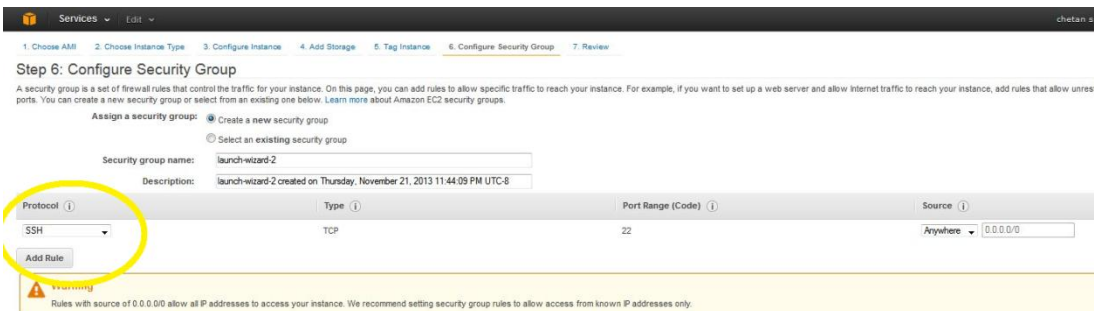 Services Edit chetan s
1. Choose AMI 2. Choose Instance Type 3. Configure Instance 4. Add Storage 5. Tag Instance 6. Configure Security Group 7. Review
Step 6: Configure Security Group
A security group is a set of firewall rules that control the traffic for your instance. On this page, you can add rules to allow specific traffic to reach your instance. For example, if you want to set up a web server and allow Internet traffic to reach your instance, add rules that allow unres
ports. You can create a new security group or select from an existing one below. Learn more about Amazon EC2 security groups.
Assign a security group: Create a new security group
Select an existing security group
Security group name: launch-wizard-2
Description: launch-wizard-2 created on Thursday, November 21, 2013 11:44:09 PM UTC-8
Protocol i Type i Port Range (Code) i Source i
SSH TCP 22 Anywhere 0.0.0.0/0
Add Rule
Warning
Rules with source of 0.0.0.0/0 allow all IP addresses to access your instance. We recommend setting security group rules to allow access from known IP addresses only.